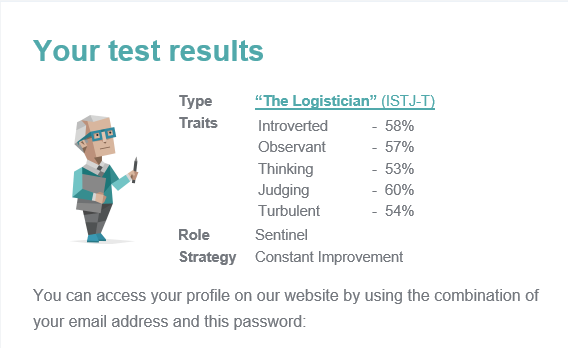 Your test results
Type “The Logistician” (ISTJ-T)
Traits Introverted - 58%
Observant - 57%
Thinking - 53%
Judging - 60%
Turbulent - 54%
Role Sentinel
Strategy Constant Improvement
You can access your profile on our website by using the combination of
your email address and this password: